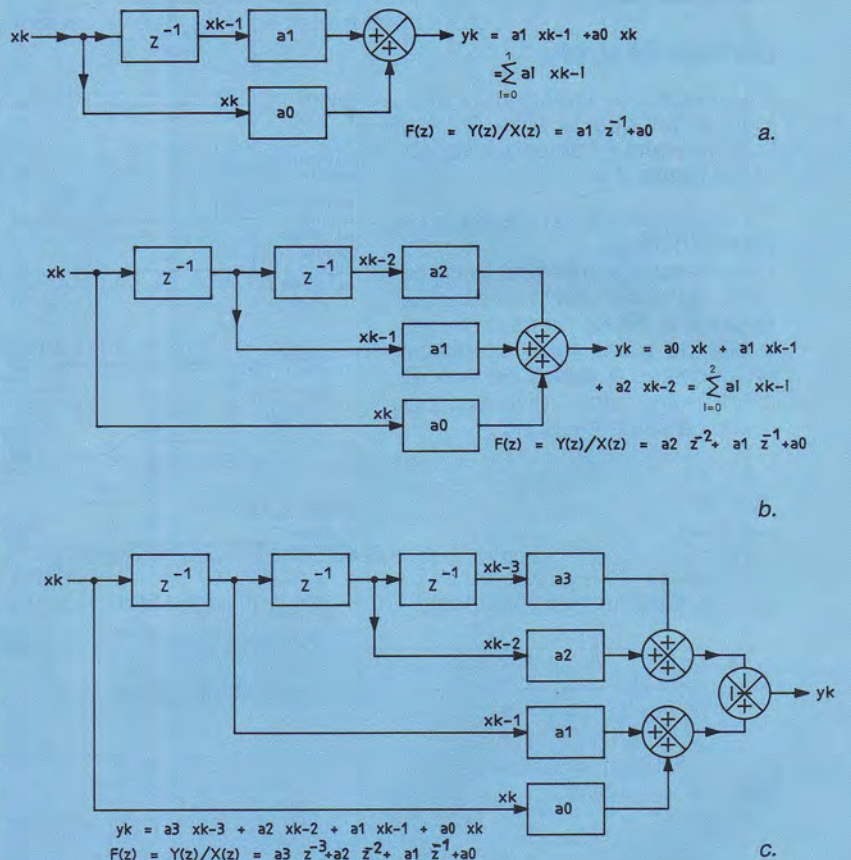 xk
z⁻¹
xk-1
a1
+
+
yk = a1 xk-1 +a0 xk
1
=∑ ai xk-i
i=0
xk
a0
F(z) = Y(z)/X(z) = a1 z⁻¹+a0
a.
xk
z⁻¹
z⁻¹
xk-2
a2
xk-1
a1
+
+
+
yk = a0 xk + a1 xk-1
2
+ a2 xk-2 = ∑ ai xk-i
i=0
xk
a0
F(z) = Y(z)/X(z) = a2 z⁻²+ a1 z⁻¹+a0
b.
xk
z⁻¹
z⁻¹
z⁻¹
xk-3
a3
xk-2
a2
+
+
yk
xk-1
a1
+
+
xk
a0
yk = a3 xk-3 + a2 xk-2 + a1 xk-1 + a0 xk
F(z) = Y(z)/X(z) = a3 z⁻³+a2 z⁻²+ a1 z⁻¹+a0
c.